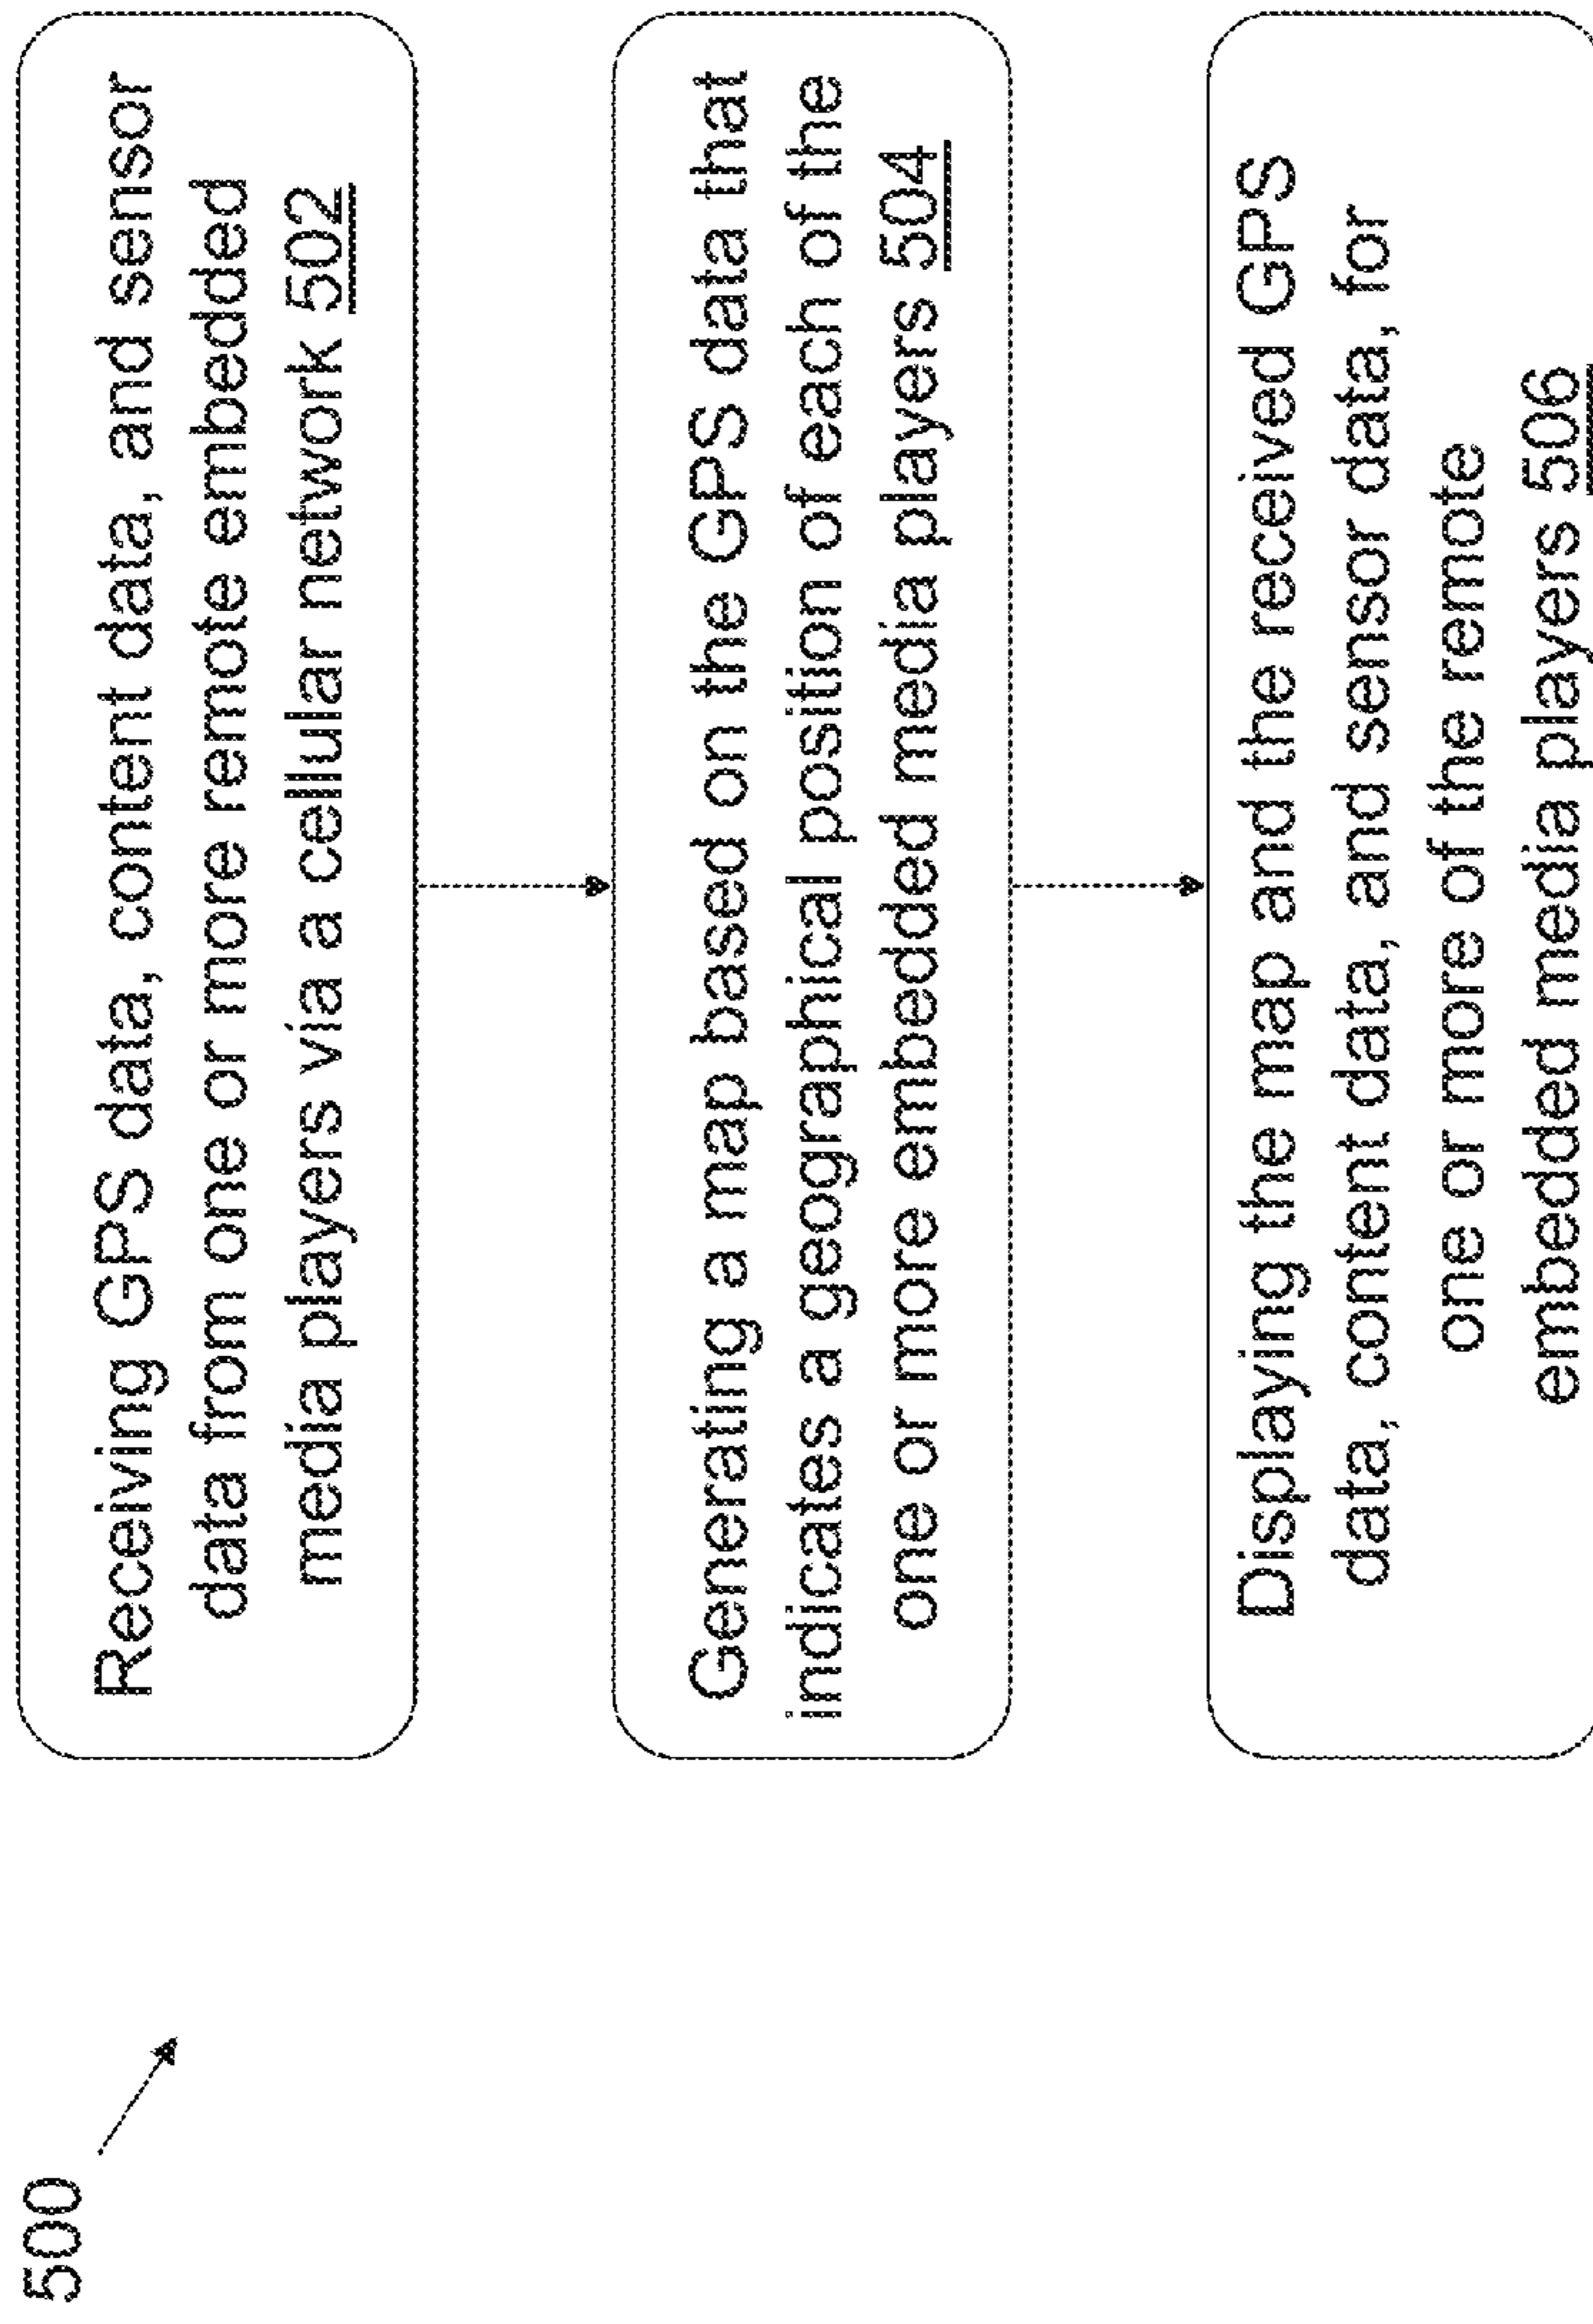 500
Receiving GPS data, content data, and sensor
data from one or more remote embedded
media players via a cellular network 502
Generating a map based on the GPS data that
indicates a geographical position of each of the
one or more embedded media players 504
Displaying the map and the received GPS
data, content data, and sensor data, for
one or more of the remote
embedded media players 506